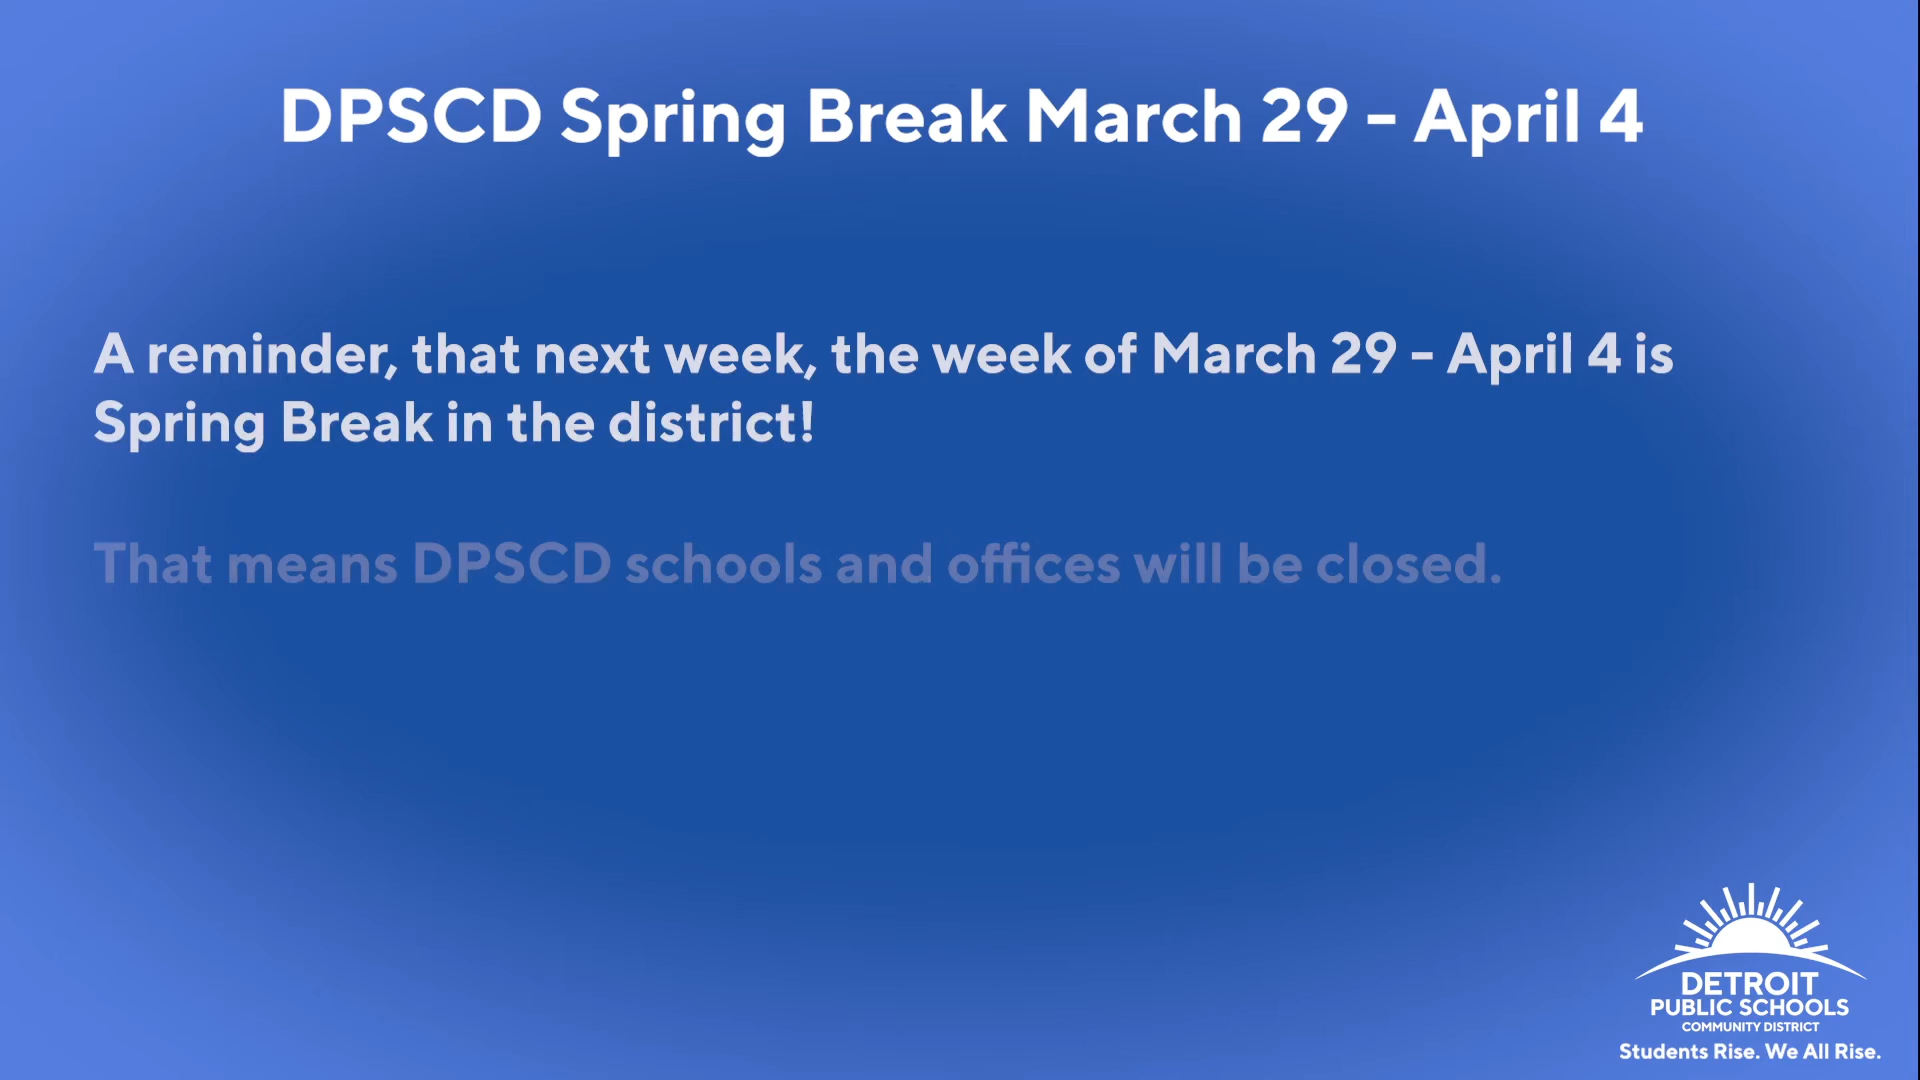 DPSCD Spring Break March 29 - April 4
A reminder, that next week, the week of March 29 - April 4 is
Spring Break in the district!
That means DPSCD schools and offices will be closed.
DETROIT
PUBLIC SCHOOLS
COMMUNITY DISTRICT
Students Rise. We All Rise.